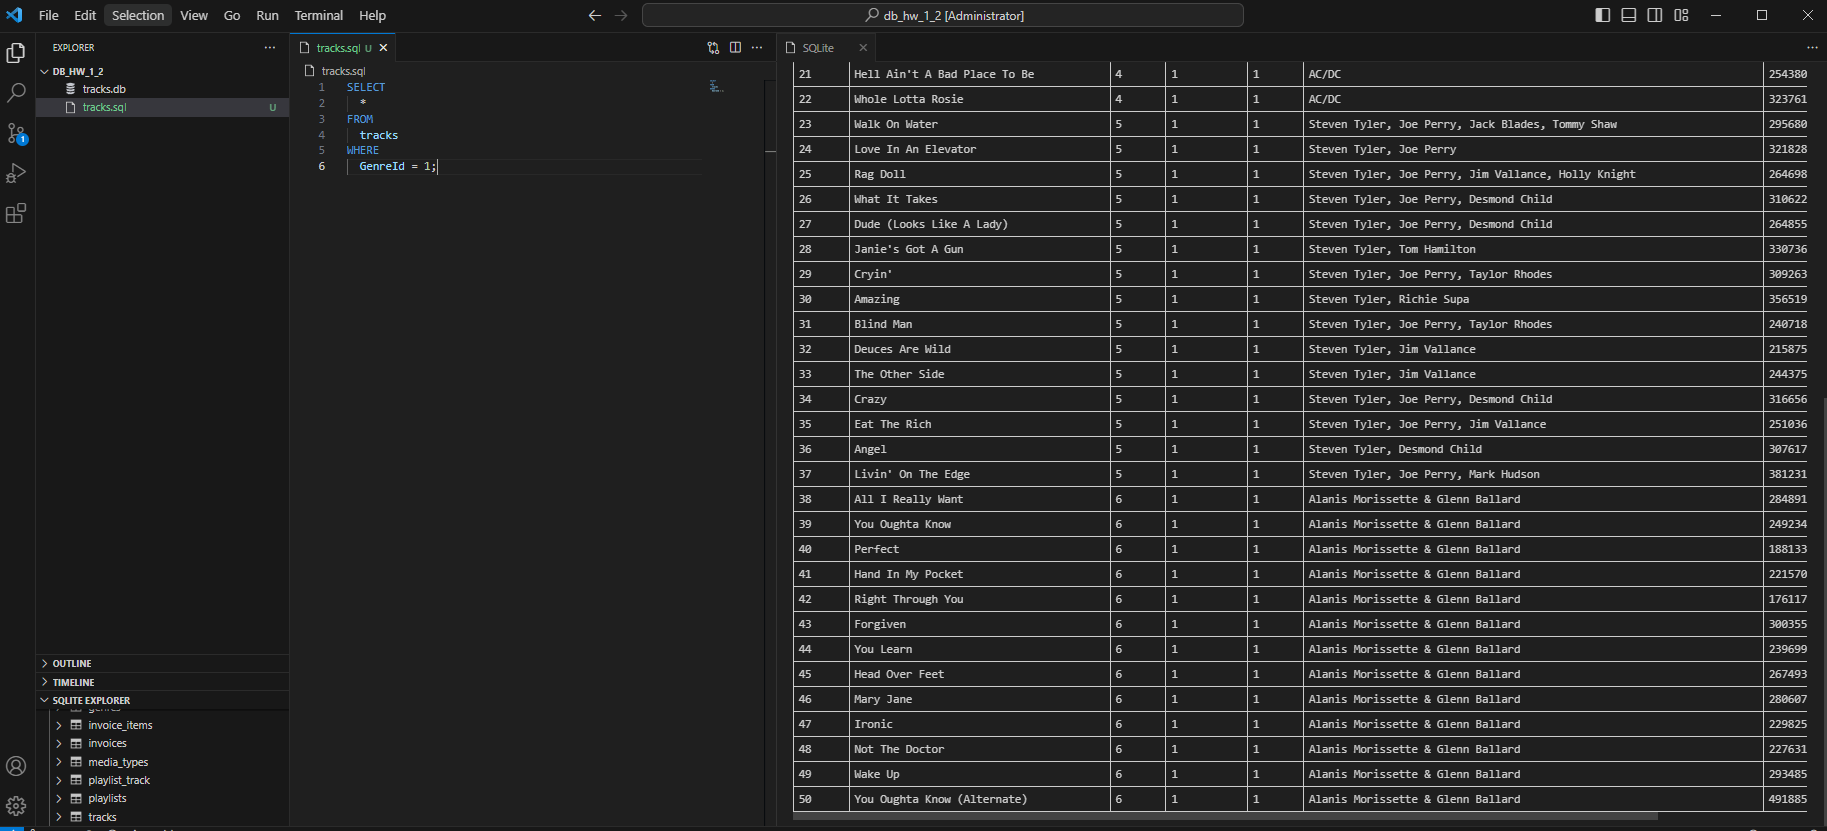 File Edit Selection View Go Run Terminal Help
db_hw_1_2 [Administrator]
EXPLORER
DB_HW_1_2
tracks.db
tracks.sql U
OUTLINE
TIMELINE
SQLITE EXPLORER
genres
invoice_items
invoices
media_types
playlist_track
playlists
tracks
1
tracks.sql U
tracks.sql
1 SELECT
2 *
3 FROM
4 tracks
5 WHERE
6 GenreId = 1;
SQLite
21 Hell Ain't A Bad Place To Be 4 1 1 AC/DC 254380
22 Whole Lotta Rosie 4 1 1 AC/DC 323761
23 Walk On Water 5 1 1 Steven Tyler, Joe Perry, Jack Blades, Tommy Shaw 295680
24 Love In An Elevator 5 1 1 Steven Tyler, Joe Perry 321828
25 Rag Doll 5 1 1 Steven Tyler, Joe Perry, Jim Vallance, Holly Knight 264698
26 What It Takes 5 1 1 Steven Tyler, Joe Perry, Desmond Child 310622
27 Dude (Looks Like A Lady) 5 1 1 Steven Tyler, Joe Perry, Desmond Child 264855
28 Janie's Got A Gun 5 1 1 Steven Tyler, Tom Hamilton 330736
29 Cryin' 5 1 1 Steven Tyler, Joe Perry, Taylor Rhodes 309263
30 Amazing 5 1 1 Steven Tyler, Richie Supa 356519
31 Blind Man 5 1 1 Steven Tyler, Joe Perry, Taylor Rhodes 240718
32 Deuces Are Wild 5 1 1 Steven Tyler, Jim Vallance 215875
33 The Other Side 5 1 1 Steven Tyler, Jim Vallance 244375
34 Crazy 5 1 1 Steven Tyler, Joe Perry, Desmond Child 316656
35 Eat The Rich 5 1 1 Steven Tyler, Joe Perry, Jim Vallance 251036
36 Angel 5 1 1 Steven Tyler, Desmond Child 307617
37 Livin' On The Edge 5 1 1 Steven Tyler, Joe Perry, Mark Hudson 381231
38 All I Really Want 6 1 1 Alanis Morissette & Glenn Ballard 284891
39 You Oughta Know 6 1 1 Alanis Morissette & Glenn Ballard 249234
40 Perfect 6 1 1 Alanis Morissette & Glenn Ballard 188133
41 Hand In My Pocket 6 1 1 Alanis Morissette & Glenn Ballard 221570
42 Right Through You 6 1 1 Alanis Morissette & Glenn Ballard 176117
43 Forgiven 6 1 1 Alanis Morissette & Glenn Ballard 300355
44 You Learn 6 1 1 Alanis Morissette & Glenn Ballard 239699
45 Head Over Feet 6 1 1 Alanis Morissette & Glenn Ballard 267493
46 Mary Jane 6 1 1 Alanis Morissette & Glenn Ballard 280607
47 Ironic 6 1 1 Alanis Morissette & Glenn Ballard 229825
48 Not The Doctor 6 1 1 Alanis Morissette & Glenn Ballard 227631
49 Wake Up 6 1 1 Alanis Morissette & Glenn Ballard 293485
50 You Oughta Know (Alternate) 6 1 1 Alanis Morissette & Glenn Ballard 491885